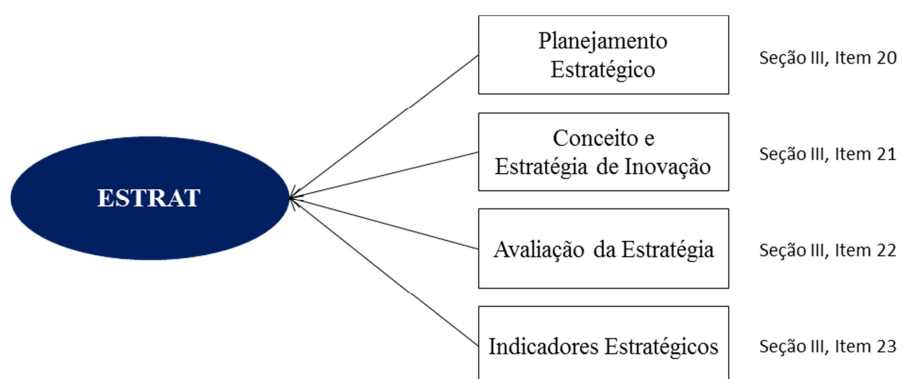 Planejamento
Estratégico
Seção III, Item 20
Conceito e
Estratégia de Inovação
Seção III, Item 21
ESTRAT
Avaliação da Estratégia
Seção III, Item 22
Indicadores Estratégicos
Seção III, Item 23